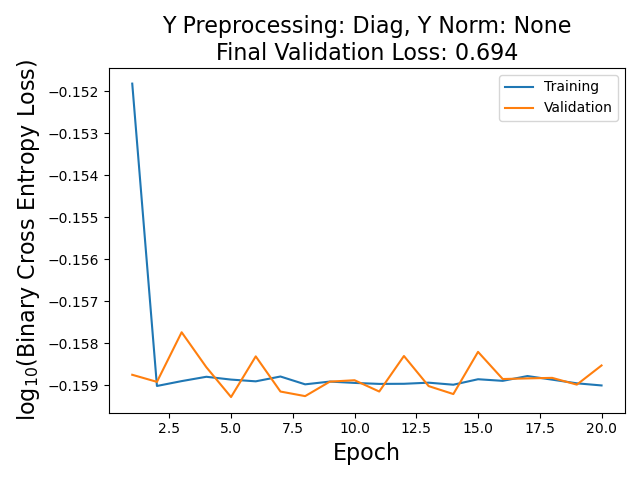 Y Preprocessing: Diag, Y Norm: None
Final Validation Loss: 0.694
Training
Validation
log₁₀(Binary Cross Entropy Loss)
−0.152
−0.153
−0.154
−0.155
−0.156
−0.157
−0.158
−0.159
2.5
5.0
7.5
10.0
12.5
15.0
17.5
20.0
Epoch